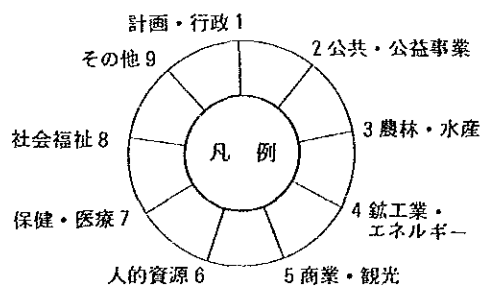 計画・行政 1
2 公共・公益事業
その他 9
社会福祉 8
凡 例
3 農林・水産
保健・医療 7
4 鉱工業・
エネルギー
人的資源 6
5 商業・観光